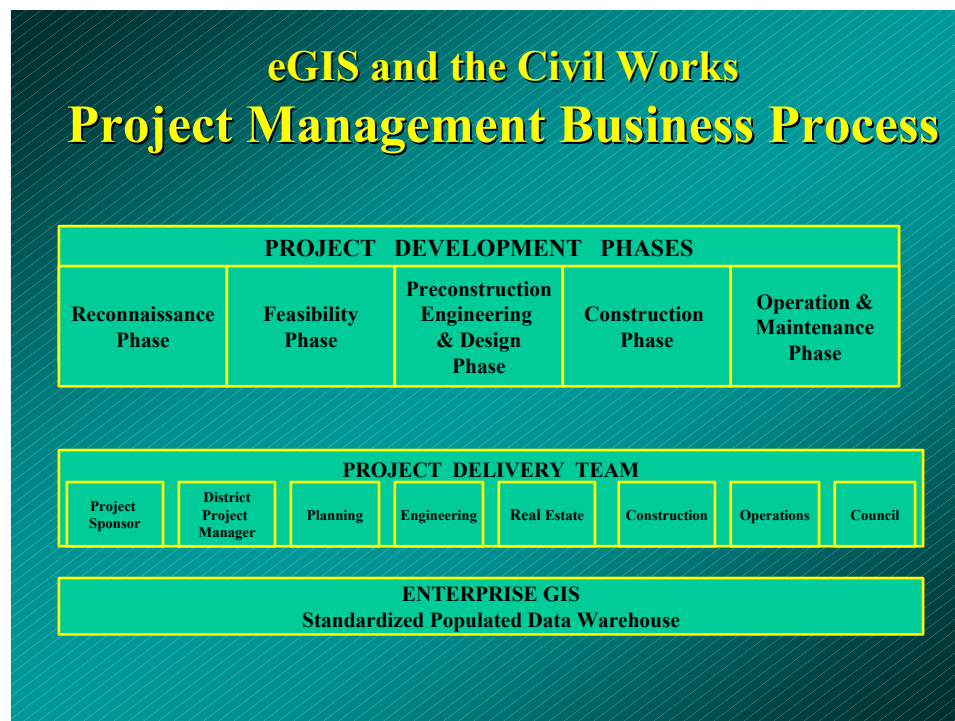 eGIS and the Civil Works
Project Management Business Process
PROJECT DEVELOPMENT PHASES
Reconnaissance
Phase
Feasibility
Phase
Preconstruction
Engineering
& Design
Phase
Construction
Phase
Operation &
Maintenance
Phase
PROJECT DELIVERY TEAM
Project
Sponsor
District
Project
Manager
Planning
Engineering
Real Estate
Construction
Operations
Council
ENTERPRISE GIS
Standardized Populated Data Warehouse